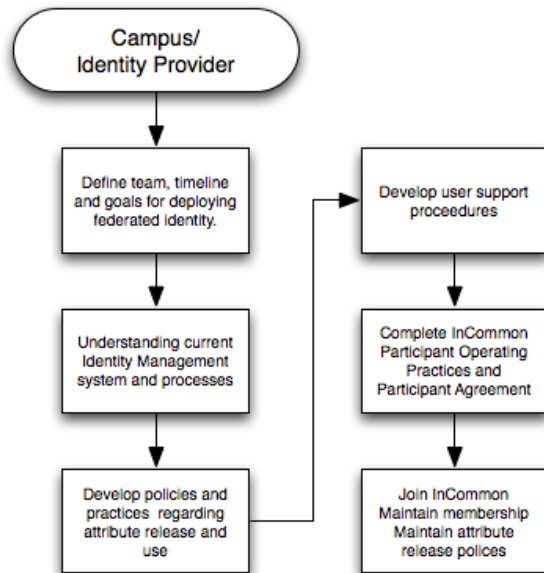 Campus/
Identity Provider
Define team, timeline
and goals for deploying
federated identity.
Understanding current
Identity Management
system and processes
Develop policies and
practices regarding
attribute release and
use
Develop user support
proceedures
Complete InCommon
Participant Operating
Practices and
Participant Agreement
Join InCommon
Maintain membership
Maintain attribute
release polices